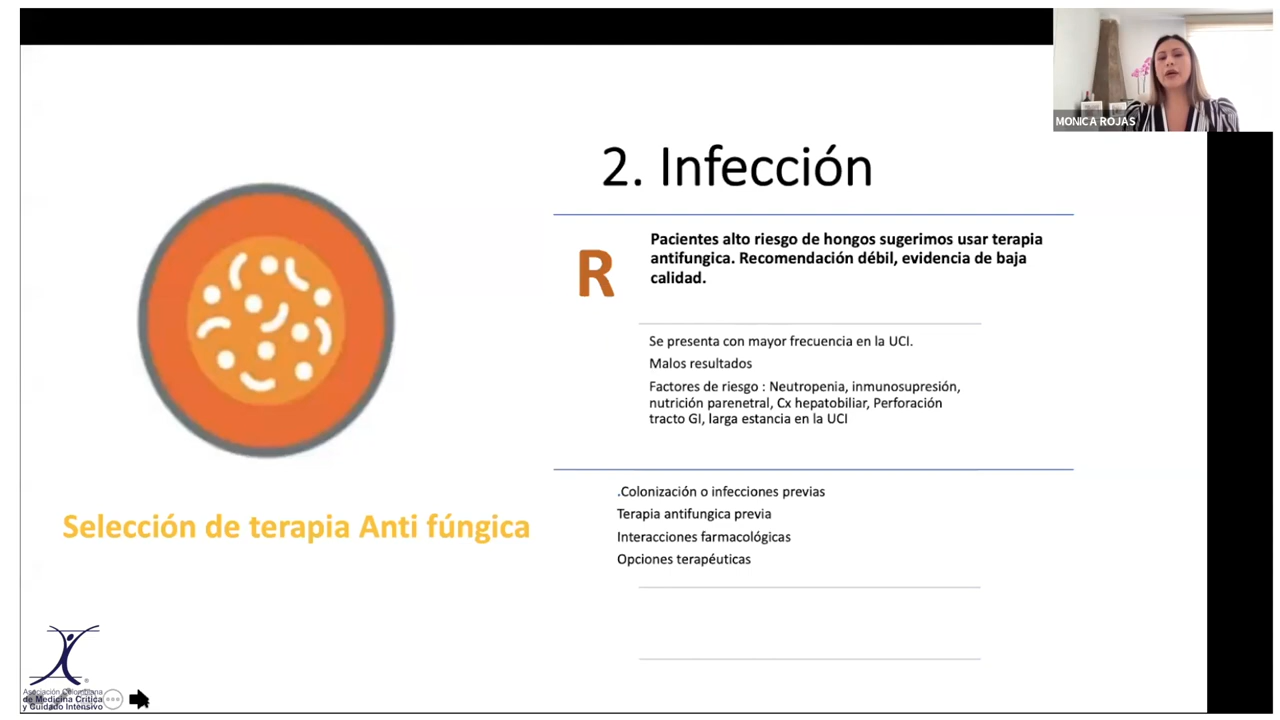 MONICA ROJAS
2. Infección
R
Pacientes alto riesgo de hongos sugerimos usar terapia
antifungica. Recomendación débil, evidencia de baja
calidad.
Se presenta con mayor frecuencia en la UCI.
Malos resultados
Factores de riesgo : Neutropenia, inmunosupresión,
nutrición parenetral, Cx hepatobiliar, Perforación
tracto GI, larga estancia en la UCI
.Colonización o infecciones previas
Terapia antifungica previa
Interacciones farmacológicas
Opciones terapéuticas
Selección de terapia Anti fúngica
®
Asociación Colombiana
de Medicina Crítica
y Cuidado Intensivo